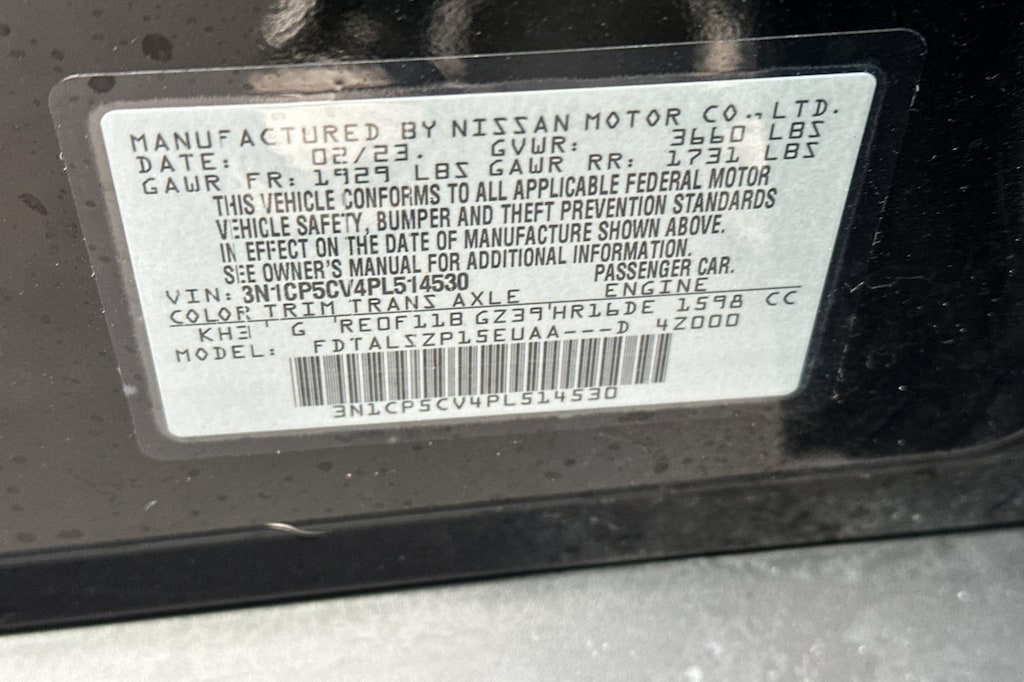 MANUFACTURED BY NISSAN MOTOR CO., LTD.
DATE: 02/23. GVWR: 3660 LBS
GAWR FR: 1929 LBS GAWR RR: 1731 LBS
THIS VEHICLE CONFORMS TO ALL APPLICABLE FEDERAL MOTOR
VEHICLE SAFETY, BUMPER AND THEFT PREVENTION STANDARDS
IN EFFECT ON THE DATE OF MANUFACTURE SHOWN ABOVE.
SEE OWNER'S MANUAL FOR ADDITIONAL INFORMATION.
VIN: 3N1CP5CV4PL514530 PASSENGER CAR.
COLOR TRIM TRANS AXLE ENGINE
KH3 G RE0F11B GZ39 HR16DE 1598 CC
MODEL: FDTALSZP15EUAA---D 4Z000
3N1CP5CV4PL514530